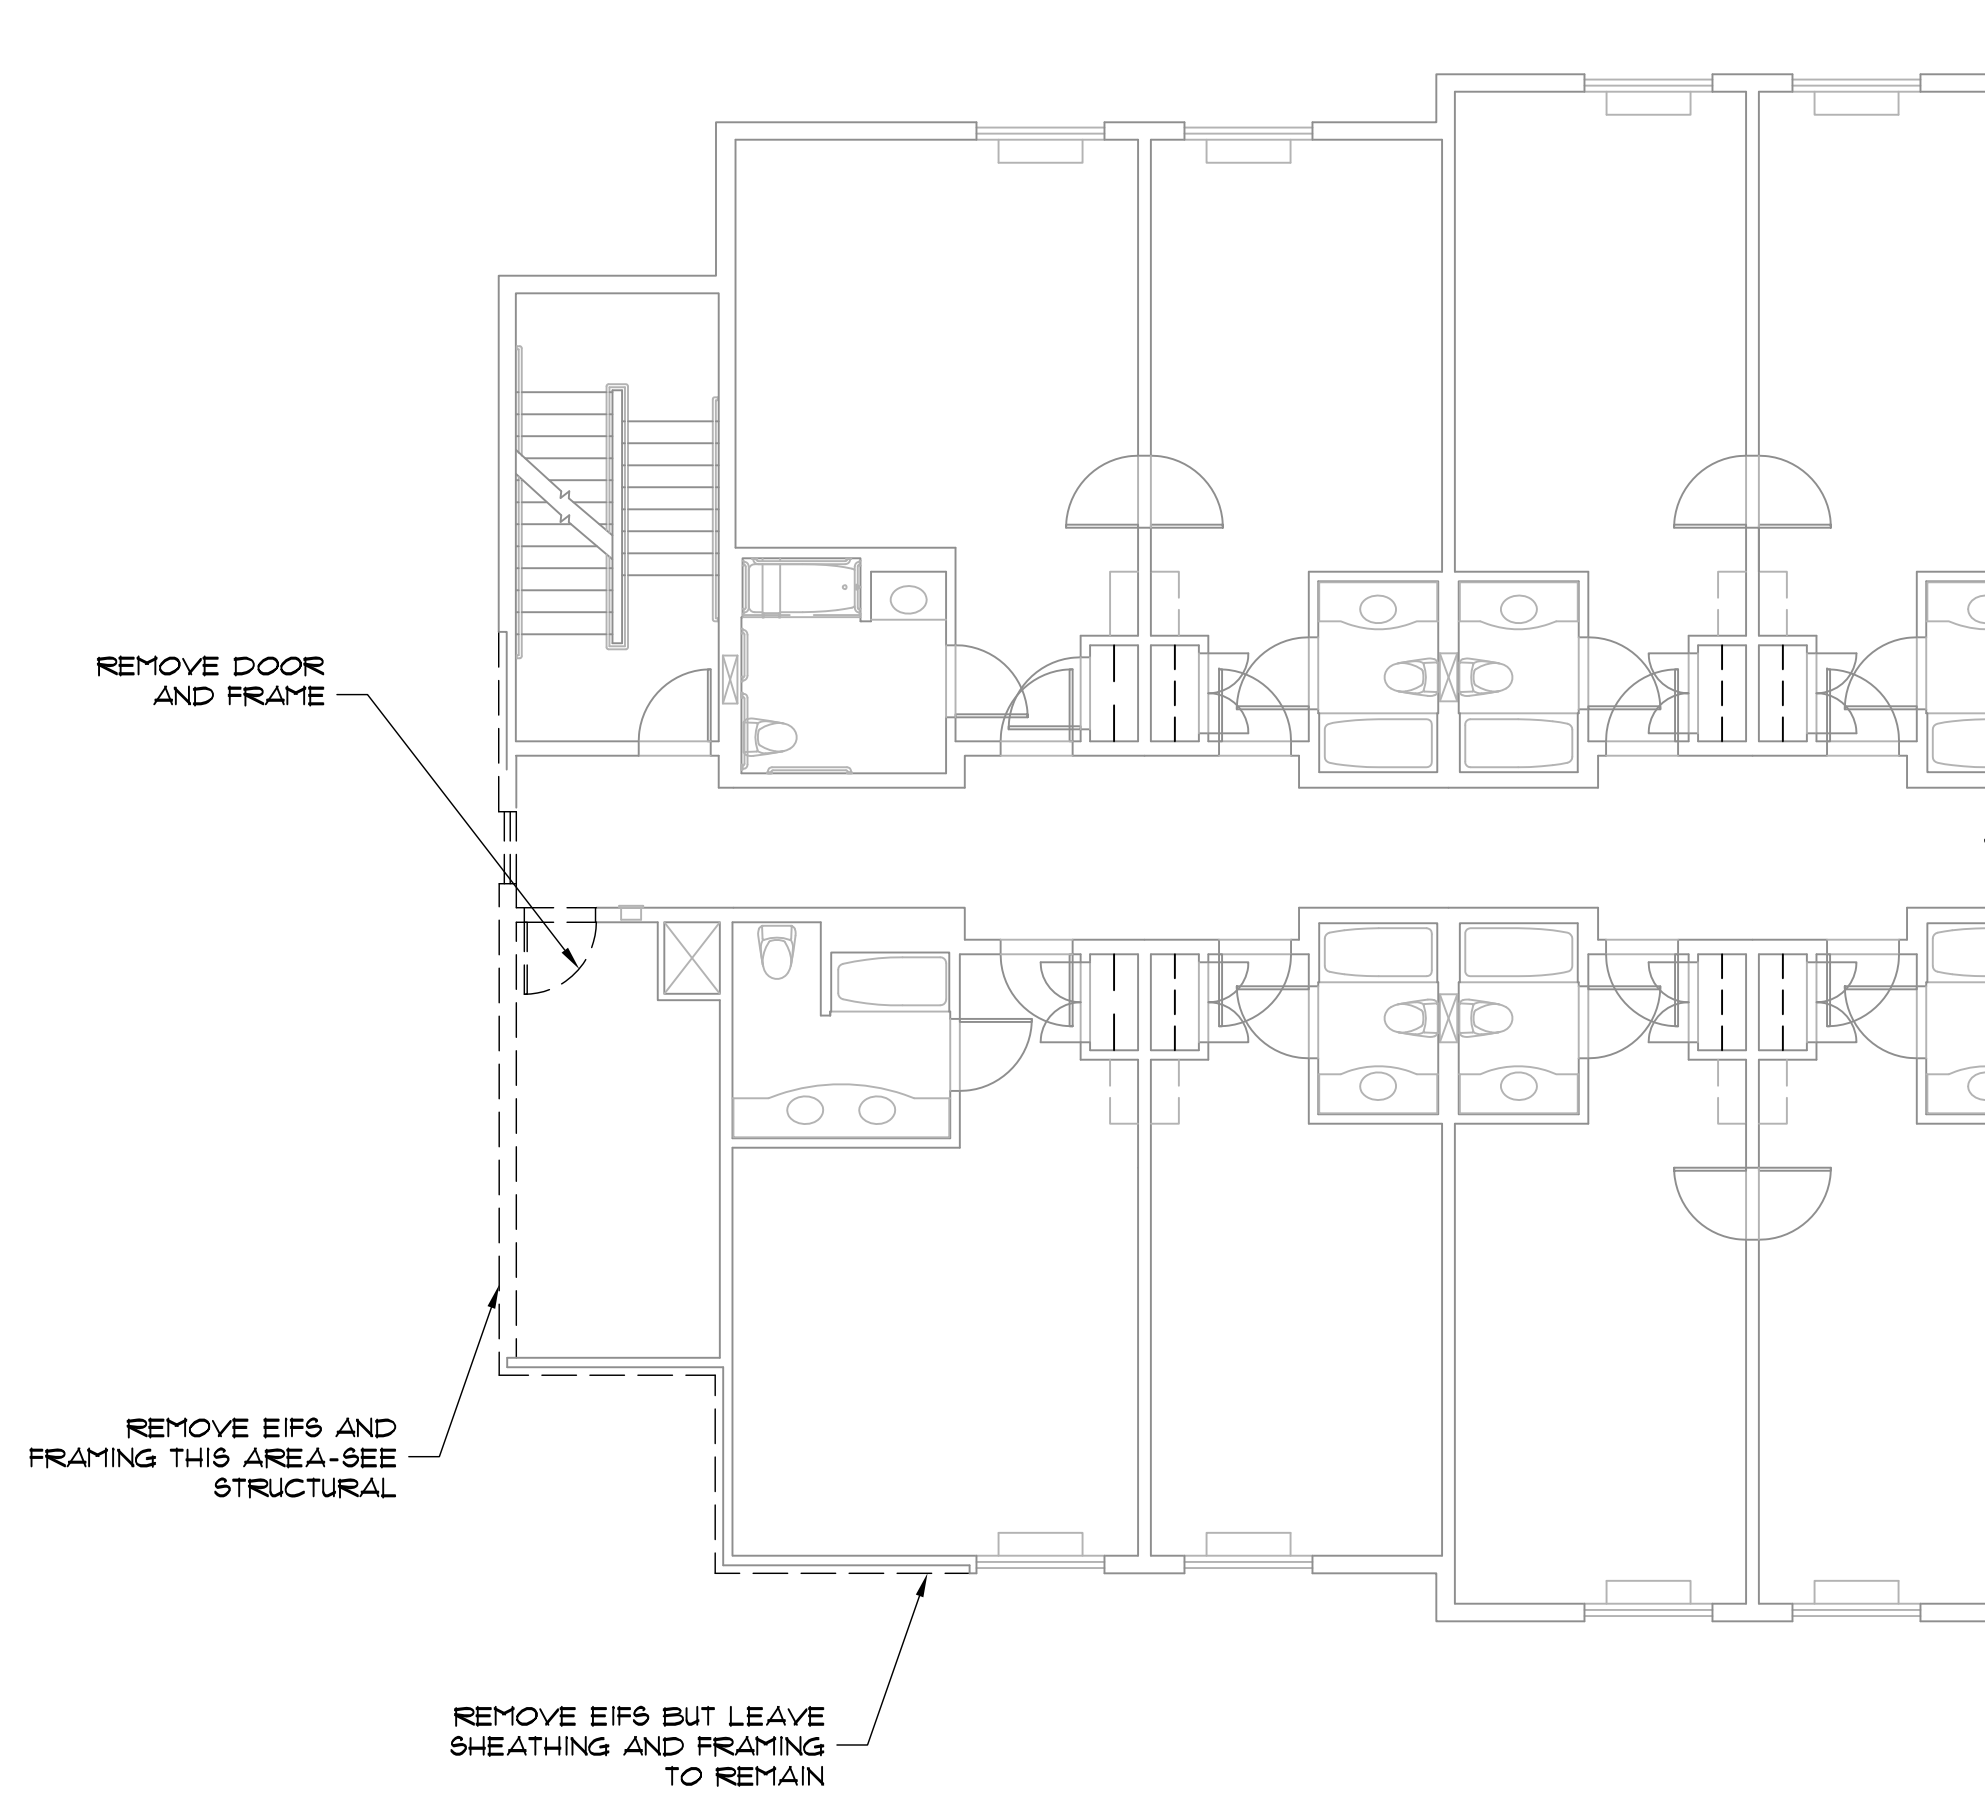 REMOVE DOOR
AND FRAME
REMOVE EIFS AND
FRAMING THIS AREA-SEE
STRUCTURAL
REMOVE EIFS BUT LEAVE
SHEATHING AND FRAMING
TO REMAIN